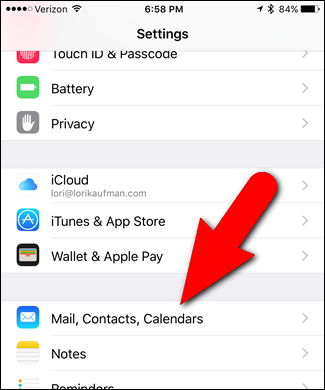 Verizon 6:58 PM 84%
Settings
Touch ID & Passcode
Battery
Privacy
iCloud
lori@lorikaufman.com
iTunes & App Store
Wallet & Apple Pay
Mail, Contacts, Calendars
Notes
Reminders